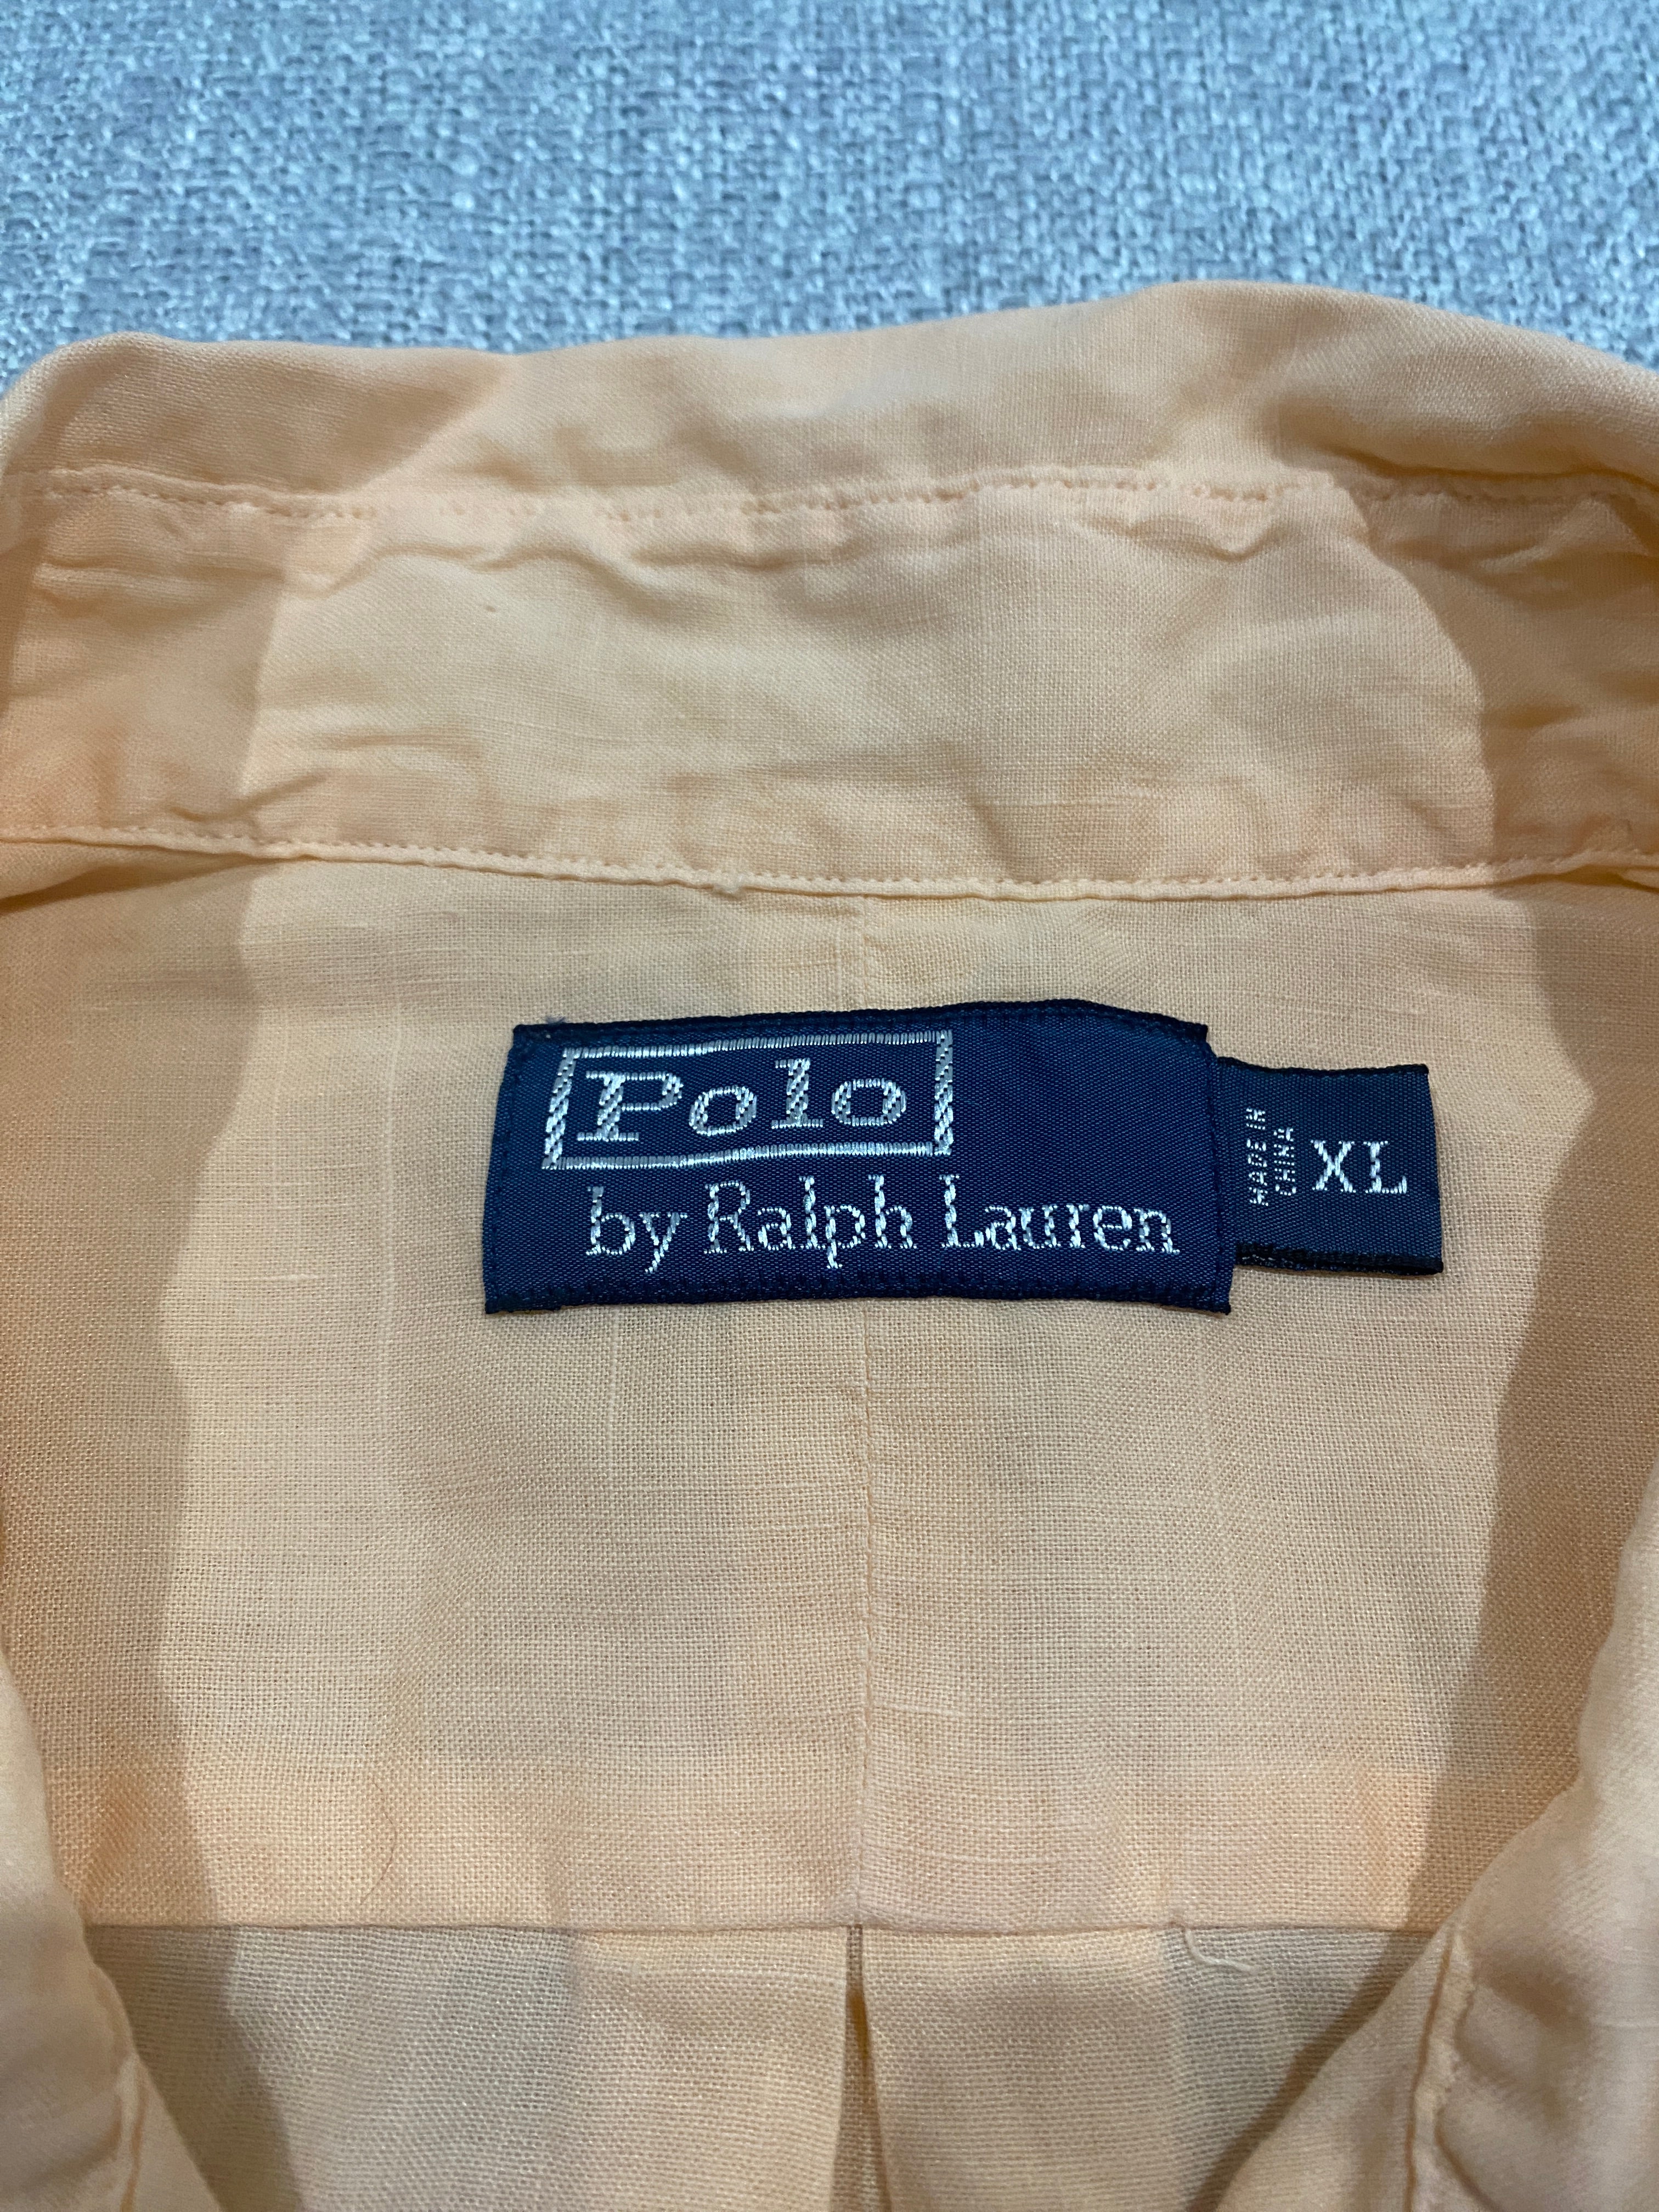 Polo
by Ralph Lauren
MADE IN
CHINA
XL